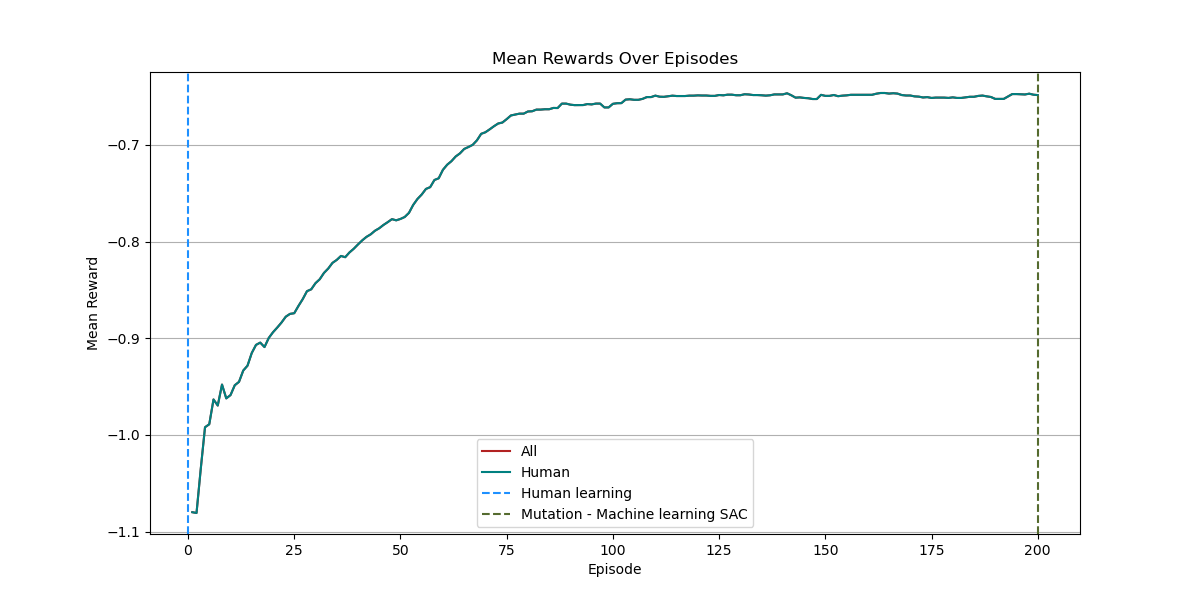 Mean Rewards Over Episodes
Mean Reward
−0.7
−0.8
−0.9
−1.0
−1.1
All
Human
Human learning
Mutation - Machine learning SAC
0
25
50
75
100
125
150
175
200
Episode